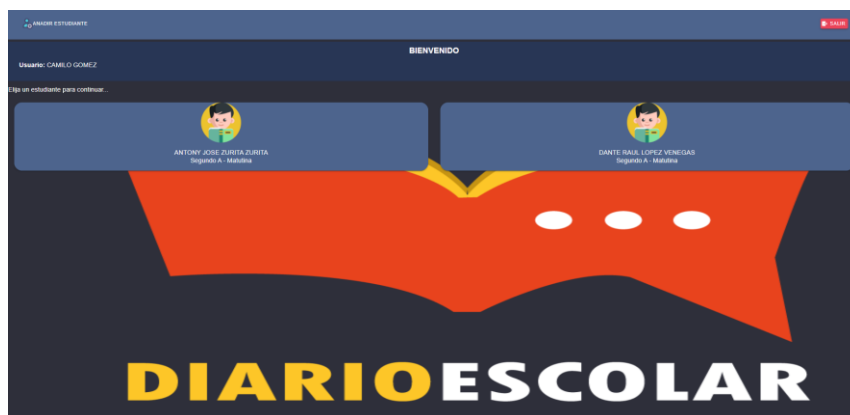 AÑADIR ESTUDIANTE
SALIR
BIENVENIDO
Usuario: CAMILO GOMEZ
Elija un estudiante para continuar...
ANTONY JOSE ZURITA ZURITA
Segundo A - Matutina
DANTE RAUL LOPEZ VENEGAS
Segundo A - Matutina
DIARIOESCOLAR